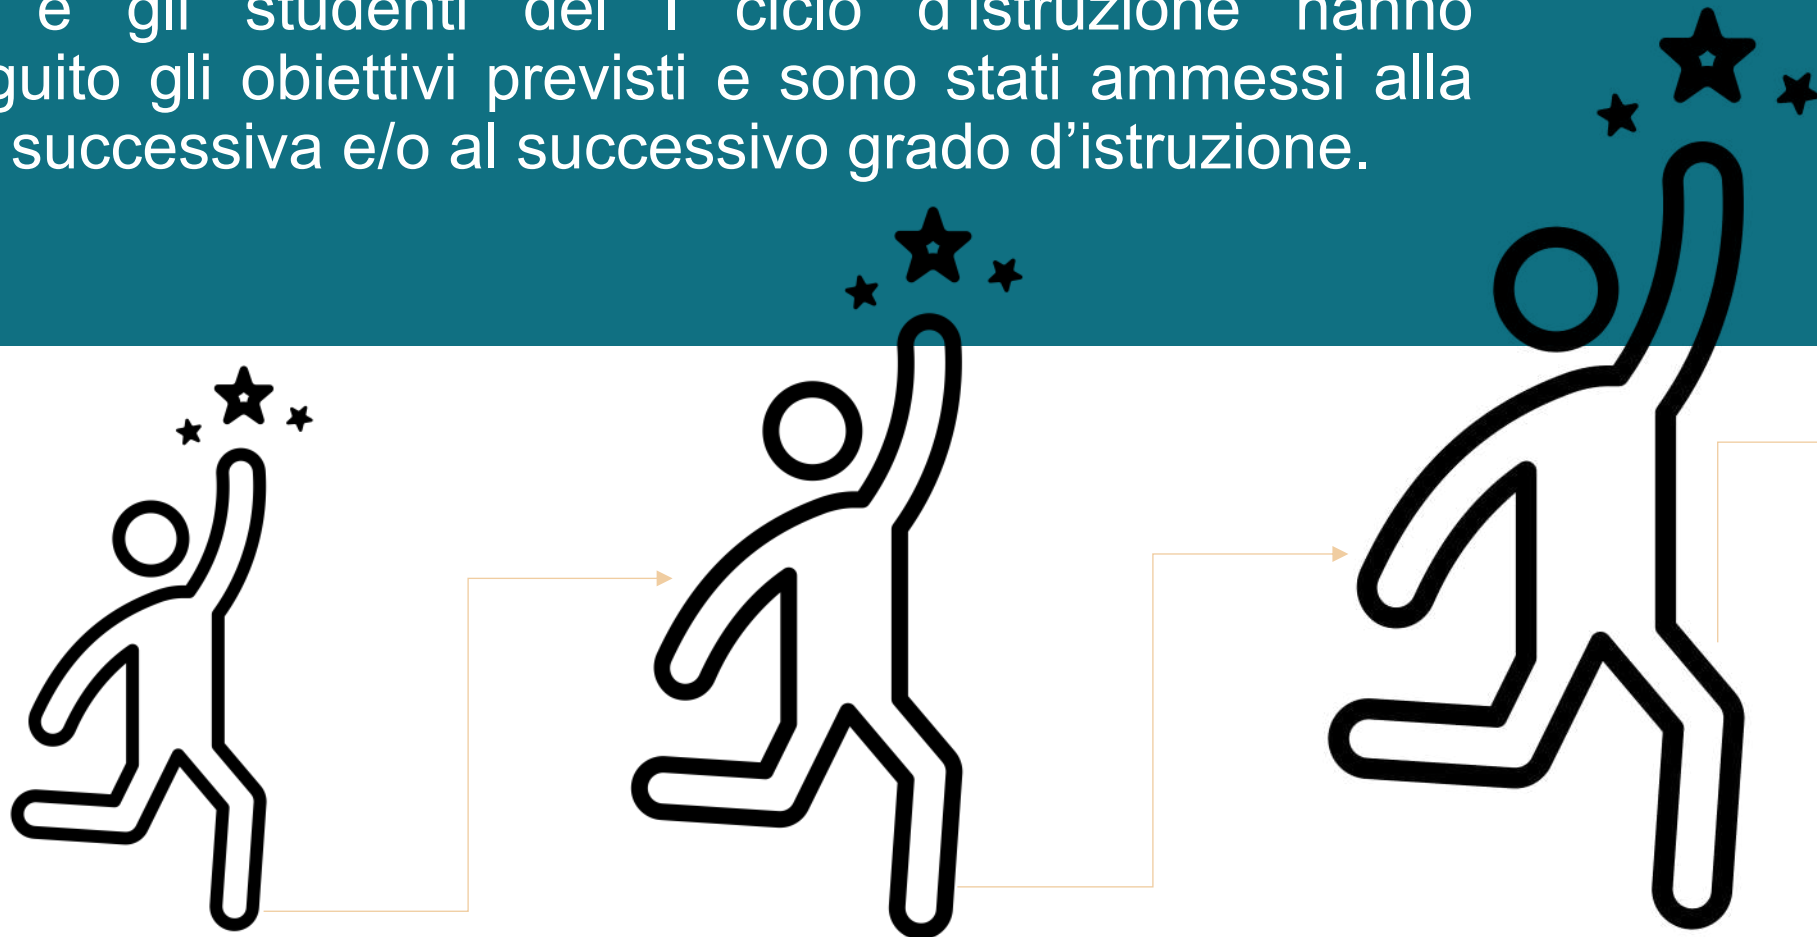 e gli studenti del I ciclo d'istruzione hanno
guito gli obiettivi previsti e sono stati ammessi alla
successiva e/o al successivo grado d’istruzione.